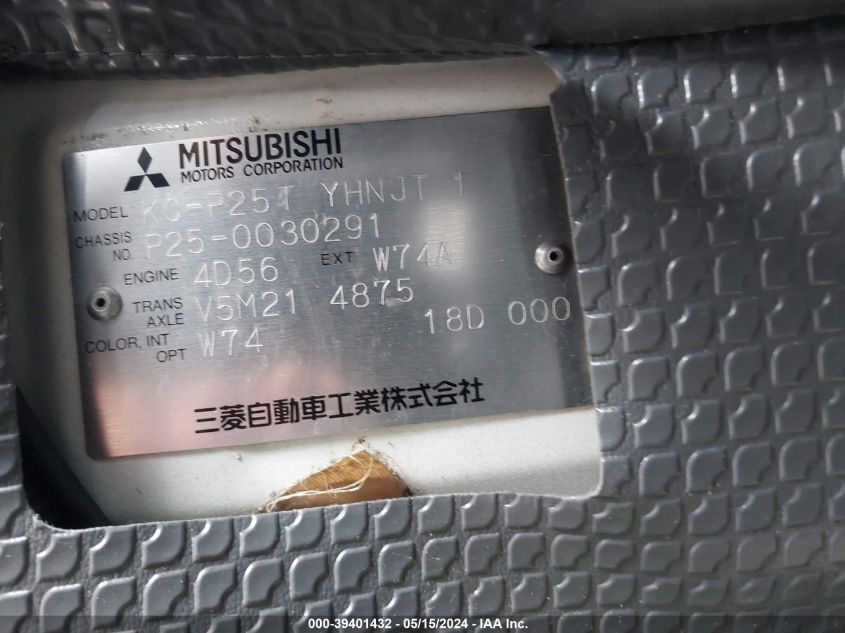 MITSUBISHI
MOTORS CORPORATION
MODEL KC-P25T YHNJT 1
CHASSIS NO. P25-0030291
ENGINE 4D56 EXT W74A
TRANS AXLE V5M21 4875
COLOR, INT OPT W74 18D 000
三菱自動車工業株式会社
000-39401432 - 05/15/2024 - IAA Inc.